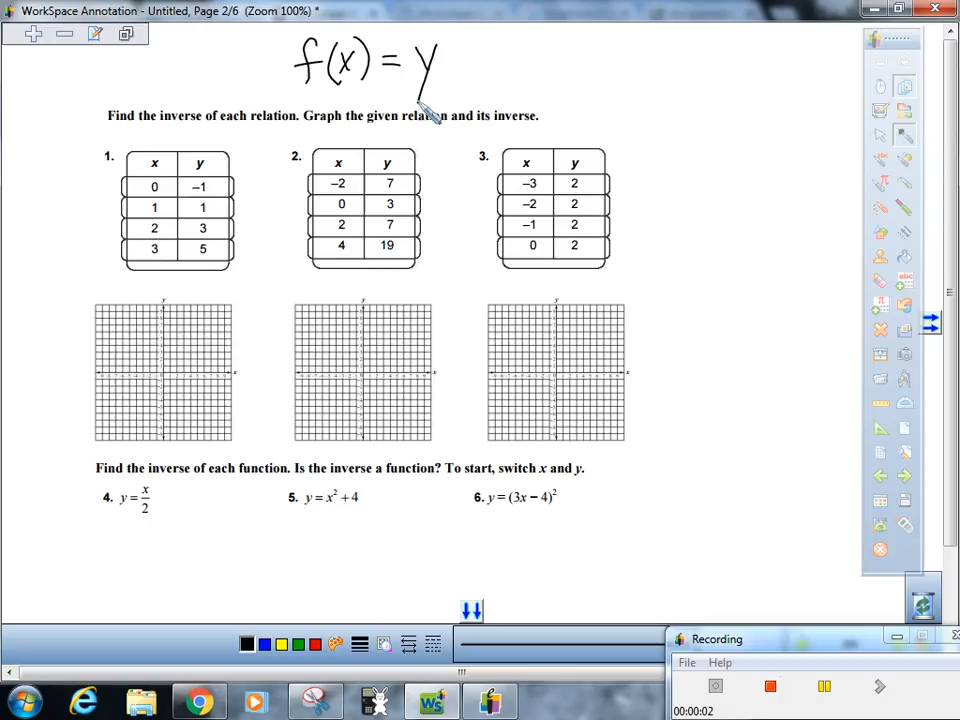 WorkSpace Annotation - Untitled, Page 2/6 (Zoom 100%) *
f(x) = y
Find the inverse of each relation. Graph the given relation and its inverse.
1. 2. 3.
x y x y x y
0 –1 –2 7 –3 2
1 1 0 3 –2 2
2 3 2 7 –1 2
3 5 4 19 0 2
y y y
x x x
Find the inverse of each function. Is the inverse a function? To start, switch x and y.
4. y = x/2 5. y = x² + 4 6. y = (3x – 4)²
Recording
File Help
00:00:02